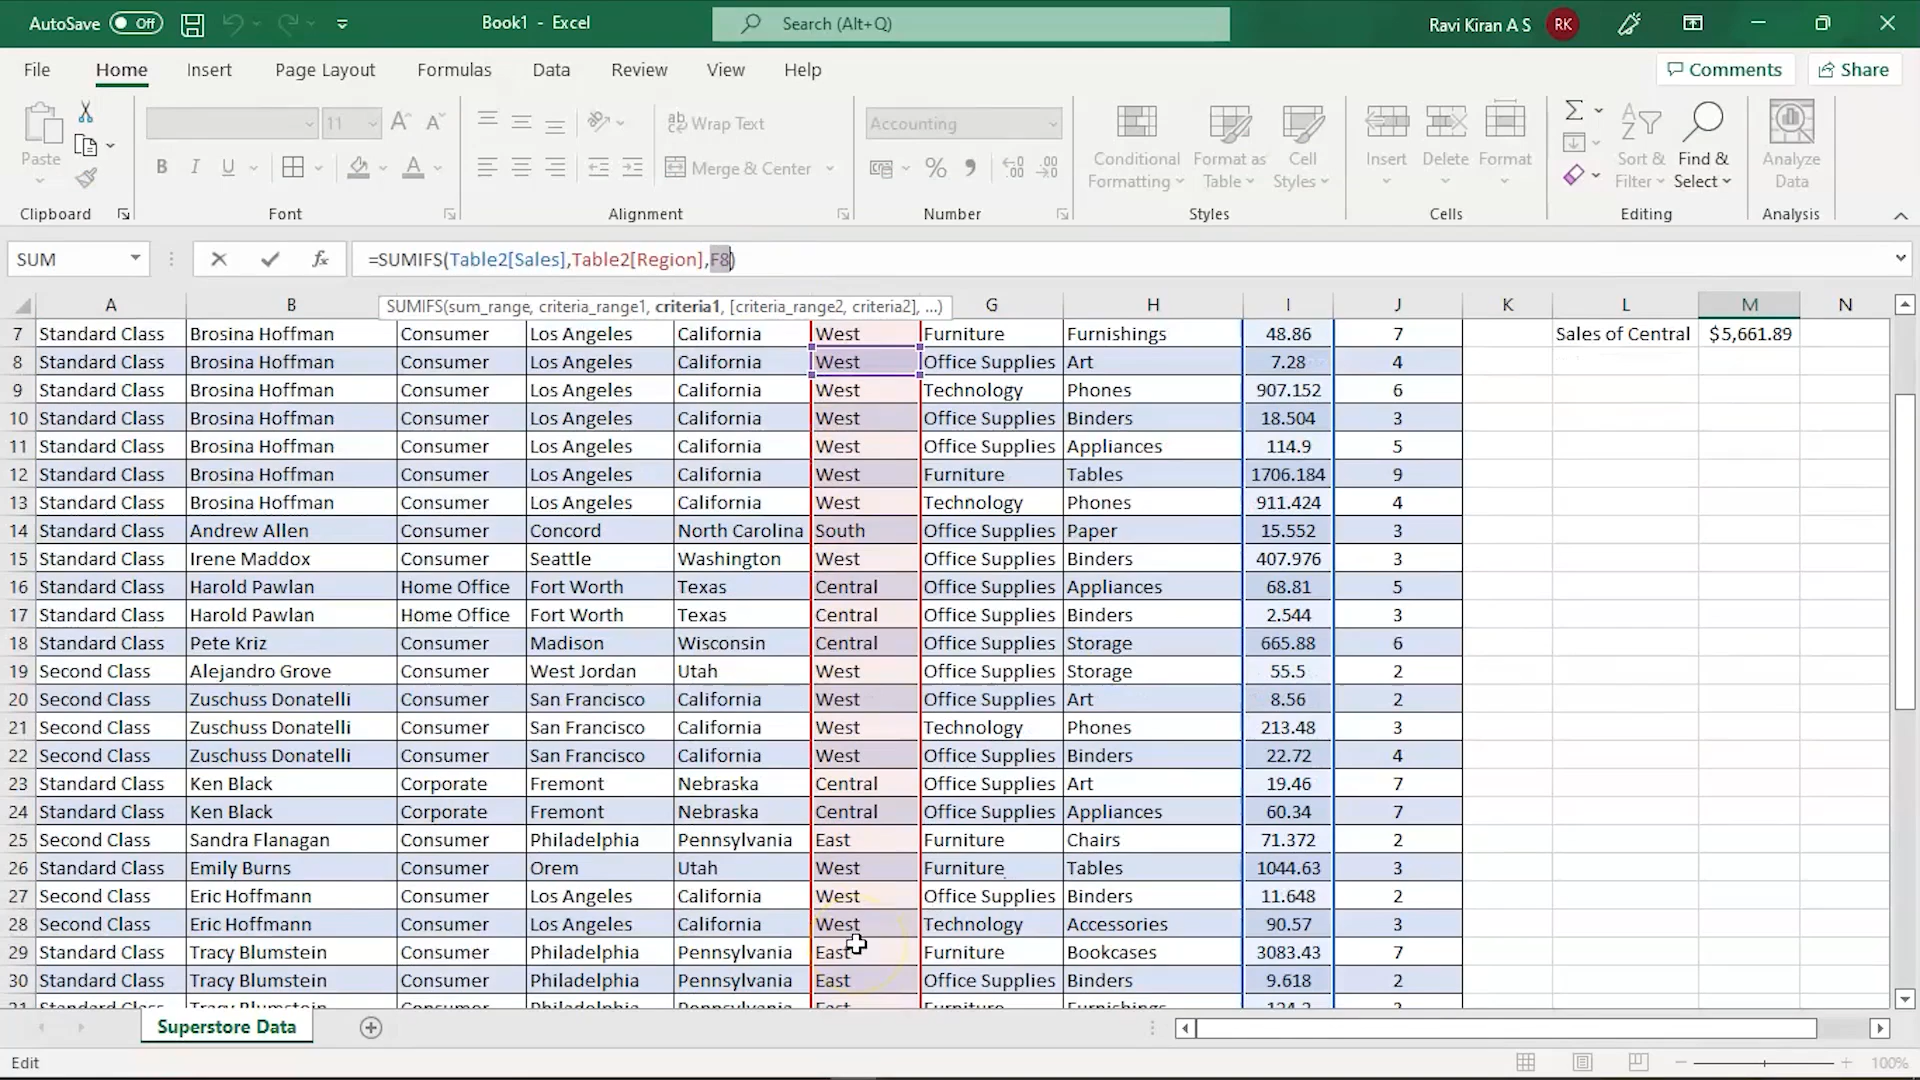 AutoSave Off Book1 - Excel Search (Alt+Q) Ravi Kiran A S RK
File Home Insert Page Layout Formulas Data Review View Help Comments Share
Paste
11
Wrap Text
Merge & Center
Accounting
Conditional Formatting
Format as Table
Cell Styles
Insert Delete Format
Sort & Filter
Find & Select
Analyze Data
Clipboard Font Alignment Number Styles Cells Editing Analysis
SUM fx =SUMIFS(Table2[Sales],Table2[Region],F8)
SUMIFS(sum_range, criteria_range1, criteria1, [criteria_range2, criteria2], ...)
A B G H I J K L M N
7 Standard Class Brosina Hoffman Consumer Los Angeles California West Furniture Furnishings 48.86 7 Sales of Central $5,661.89
8 Standard Class Brosina Hoffman Consumer Los Angeles California West Office Supplies Art 7.28 4
9 Standard Class Brosina Hoffman Consumer Los Angeles California West Technology Phones 907.152 6
10 Standard Class Brosina Hoffman Consumer Los Angeles California West Office Supplies Binders 18.504 3
11 Standard Class Brosina Hoffman Consumer Los Angeles California West Office Supplies Appliances 114.9 5
12 Standard Class Brosina Hoffman Consumer Los Angeles California West Furniture Tables 1706.184 9
13 Standard Class Brosina Hoffman Consumer Los Angeles California West Technology Phones 911.424 4
14 Standard Class Andrew Allen Consumer Concord North Carolina South Office Supplies Paper 15.552 3
15 Standard Class Irene Maddox Consumer Seattle Washington West Office Supplies Binders 407.976 3
16 Standard Class Harold Pawlan Home Office Fort Worth Texas Central Office Supplies Appliances 68.81 5
17 Standard Class Harold Pawlan Home Office Fort Worth Texas Central Office Supplies Binders 2.544 3
18 Standard Class Pete Kriz Consumer Madison Wisconsin Central Office Supplies Storage 665.88 6
19 Second Class Alejandro Grove Consumer West Jordan Utah West Office Supplies Storage 55.5 2
20 Second Class Zuschuss Donatelli Consumer San Francisco California West Office Supplies Art 8.56 2
21 Second Class Zuschuss Donatelli Consumer San Francisco California West Technology Phones 213.48 3
22 Second Class Zuschuss Donatelli Consumer San Francisco California West Office Supplies Binders 22.72 4
23 Standard Class Ken Black Corporate Fremont Nebraska Central Office Supplies Art 19.46 7
24 Standard Class Ken Black Corporate Fremont Nebraska Central Office Supplies Appliances 60.34 7
25 Second Class Sandra Flanagan Consumer Philadelphia Pennsylvania East Furniture Chairs 71.372 2
26 Standard Class Emily Burns Consumer Orem Utah West Furniture Tables 1044.63 3
27 Second Class Eric Hoffmann Consumer Los Angeles California West Office Supplies Binders 11.648 2
28 Second Class Eric Hoffmann Consumer Los Angeles California West Technology Accessories 90.57 3
29 Standard Class Tracy Blumstein Consumer Philadelphia Pennsylvania East Furniture Bookcases 3083.43 7
30 Standard Class Tracy Blumstein Consumer Philadelphia Pennsylvania East Office Supplies Binders 9.618 2
Superstore Data
Edit 100%